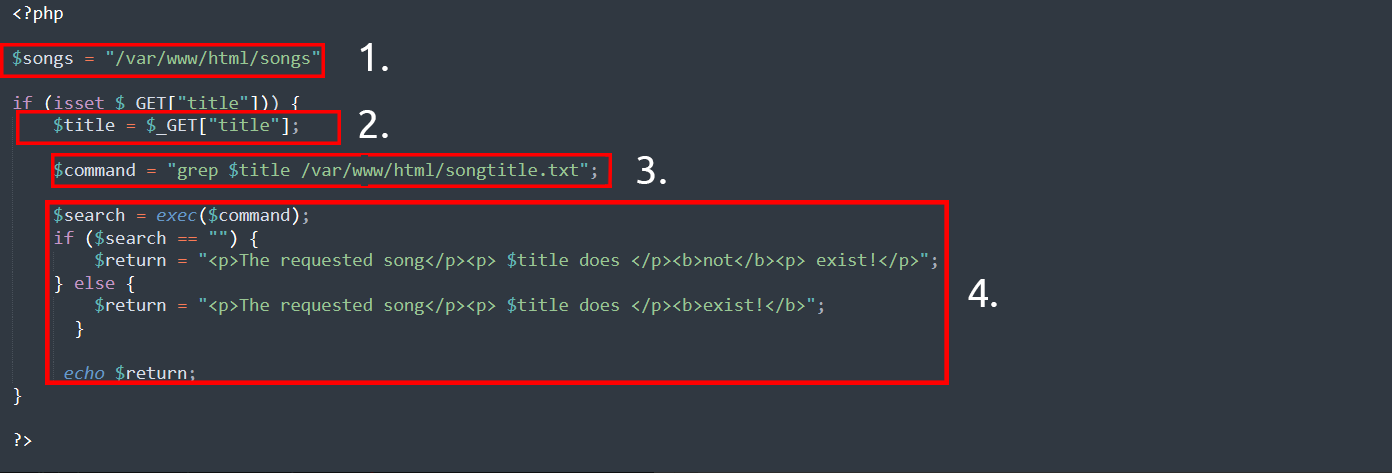 <?php
$songs = "/var/www/html/songs"
1.
if (isset $_GET["title"])) {
$title = $_GET["title"];
2.
$command = "grep $title /var/www/html/songtitle.txt";
3.
$search = exec($command);
if ($search == "") {
$return = "<p>The requested song</p><p> $title does </p><b>not</b><p> exist!</p>";
} else {
4.
$return = "<p>The requested song</p><p> $title does </p><b>exist!</b>";
}
echo $return;
}
?>